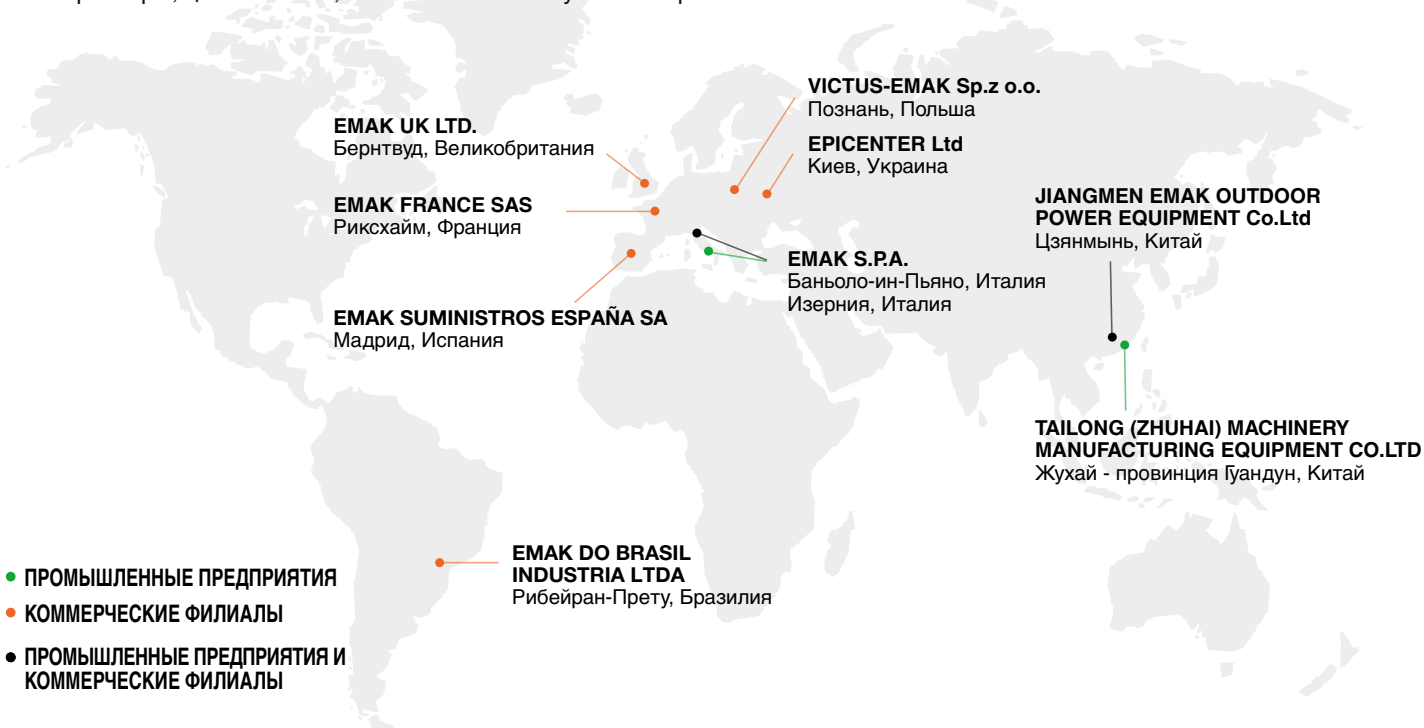 VICTUS-EMAK Sp.z o.o.
Познань, Польша
EMAK UK LTD.
Бернтвуд, Великобритания
EPICENTER Ltd
Киев, Украина
EMAK FRANCE SAS
Риксхайм, Франция
JIANGMEN EMAK OUTDOOR
POWER EQUIPMENT Co.Ltd
Цзянмынь, Китай
EMAK S.P.A.
Баньоло-ин-Пьяно, Италия
Изерния, Италия
EMAK SUMINISTROS ESPAÑA SA
Мадрид, Испания
TAILONG (ZHUHAI) MACHINERY
MANUFACTURING EQUIPMENT CO.LTD
Жухай - провинция Гуандун, Китай
EMAK DO BRASIL
INDUSTRIA LTDA
Рибейран-Прету, Бразилия
ПРОМЫШЛЕННЫЕ ПРЕДПРИЯТИЯ
КОММЕРЧЕСКИЕ ФИЛИАЛЫ
ПРОМЫШЛЕННЫЕ ПРЕДПРИЯТИЯ И
КОММЕРЧЕСКИЕ ФИЛИАЛЫ